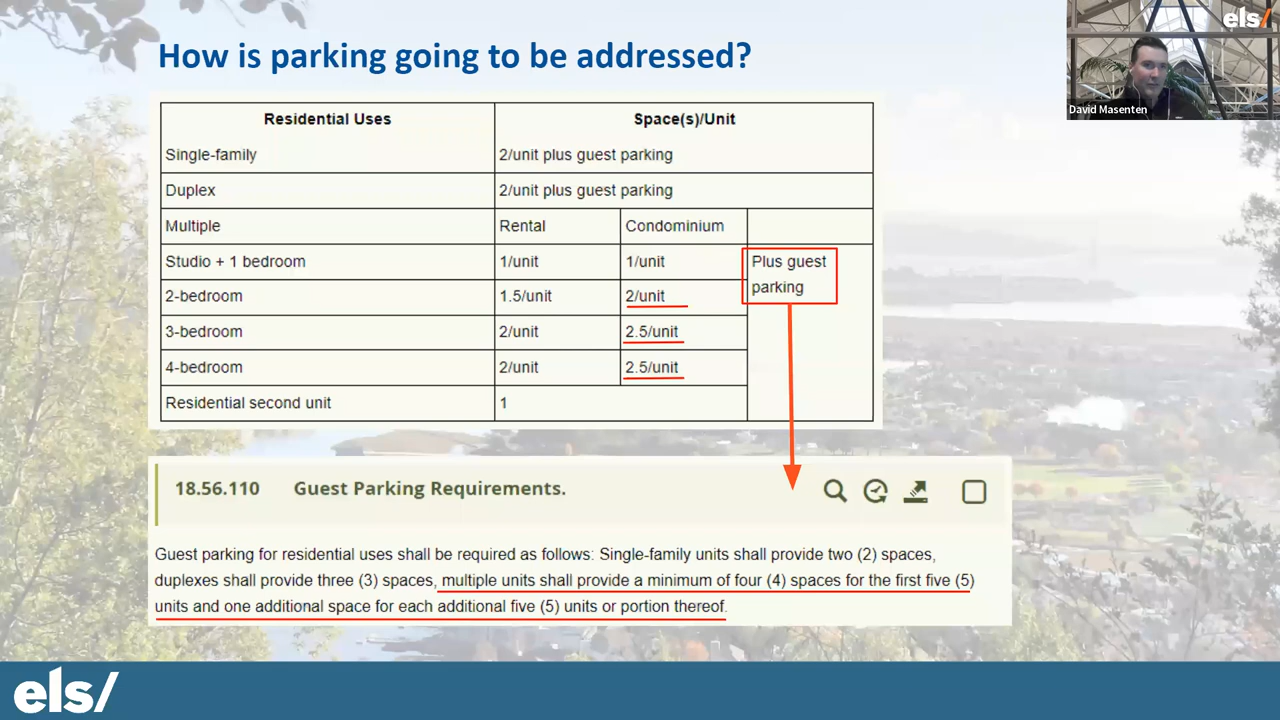 How is parking going to be addressed?
els/
David Masenten
Residential Uses Space(s)/Unit
Single-family 2/unit plus guest parking
Duplex 2/unit plus guest parking
Multiple Rental Condominium
Studio + 1 bedroom 1/unit 1/unit Plus guest
parking
2-bedroom 1.5/unit 2/unit
3-bedroom 2/unit 2.5/unit
4-bedroom 2/unit 2.5/unit
Residential second unit 1
18.56.110 Guest Parking Requirements.
Guest parking for residential uses shall be required as follows: Single-family units shall provide two (2) spaces,
duplexes shall provide three (3) spaces, multiple units shall provide a minimum of four (4) spaces for the first five (5)
units and one additional space for each additional five (5) units or portion thereof.
els/